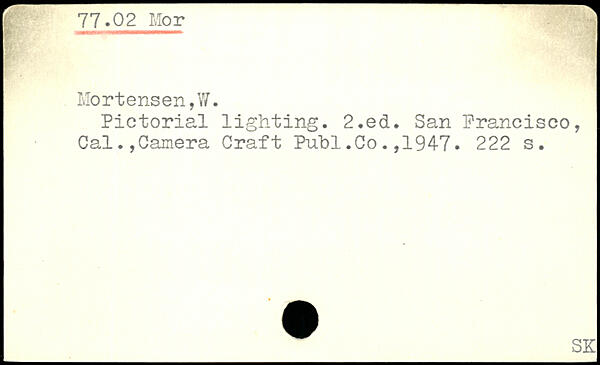 77.02 Mor
Mortensen,W.
Pictorial lighting. 2.ed. San Francisco,
Cal.,Camera Craft Publ.Co.,1947. 222 s.
SK